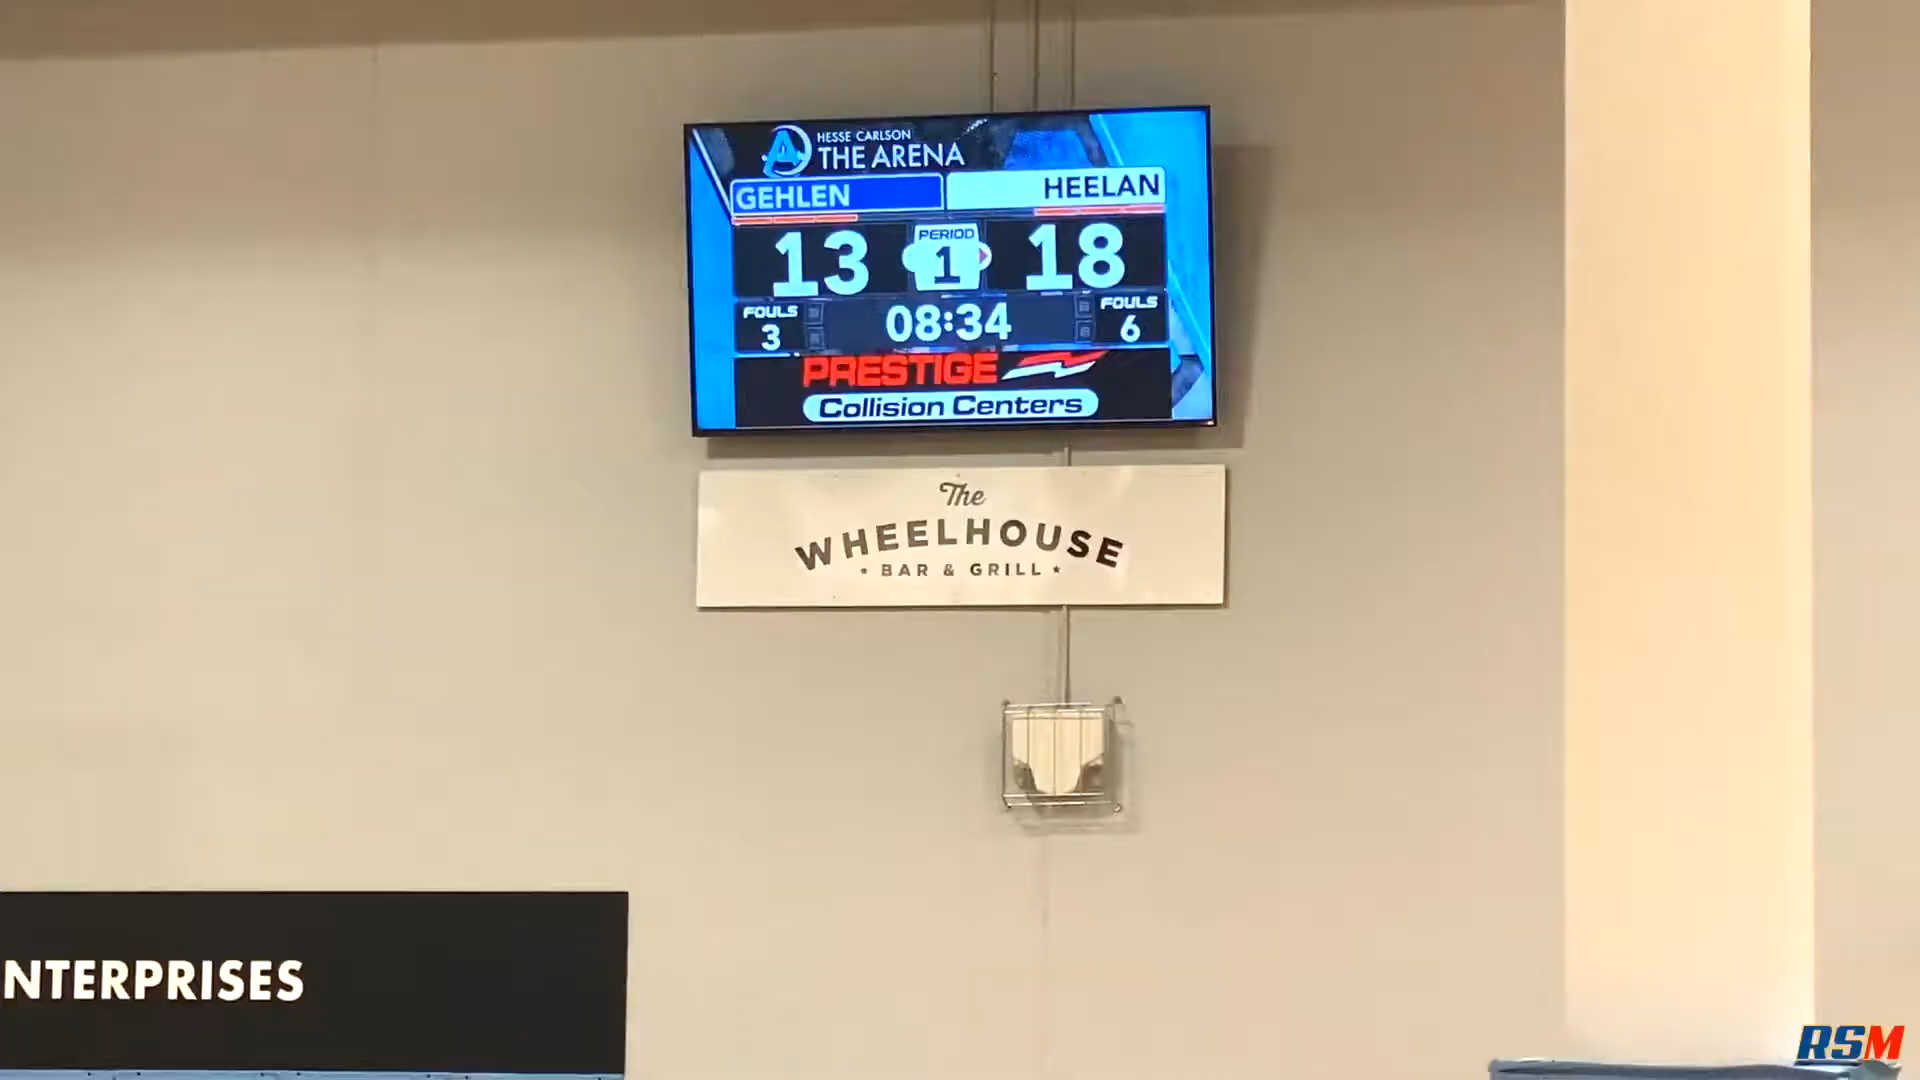 HESSE CARLSON
THE ARENA
GEHLEN
HEELAN
13
PERIOD
1
18
FOULS
3
08:34
FOULS
6
PRESTIGE
Collision Centers
The
WHEELHOUSE
BAR & GRILL
NTERPRISES
RSM